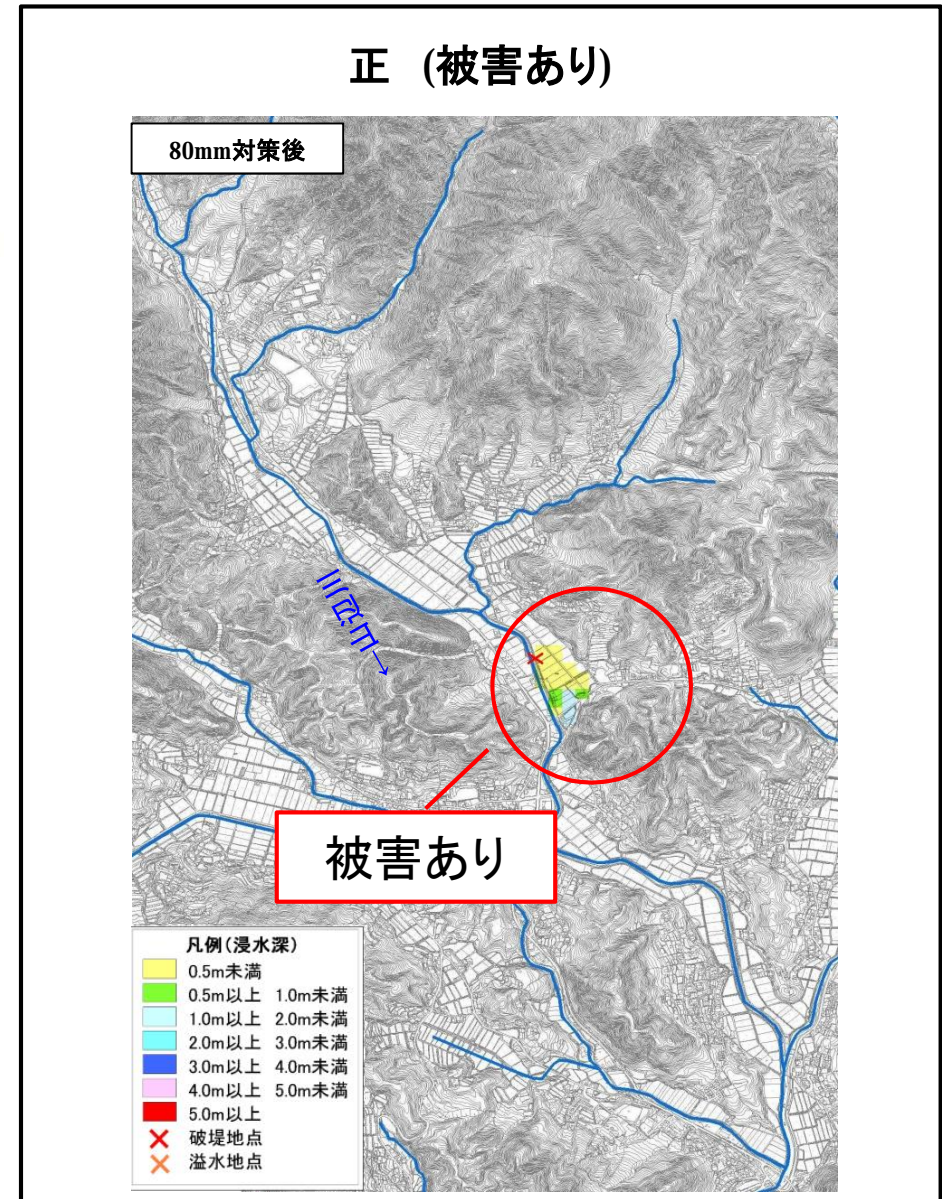 正 (被害あり)
80mm対策後
山辺川→
被害あり
凡例(浸水深)
0.5m未満
0.5m以上 1.0m未満
1.0m以上 2.0m未満
2.0m以上 3.0m未満
3.0m以上 4.0m未満
4.0m以上 5.0m未満
5.0m以上
破堤地点
溢水地点